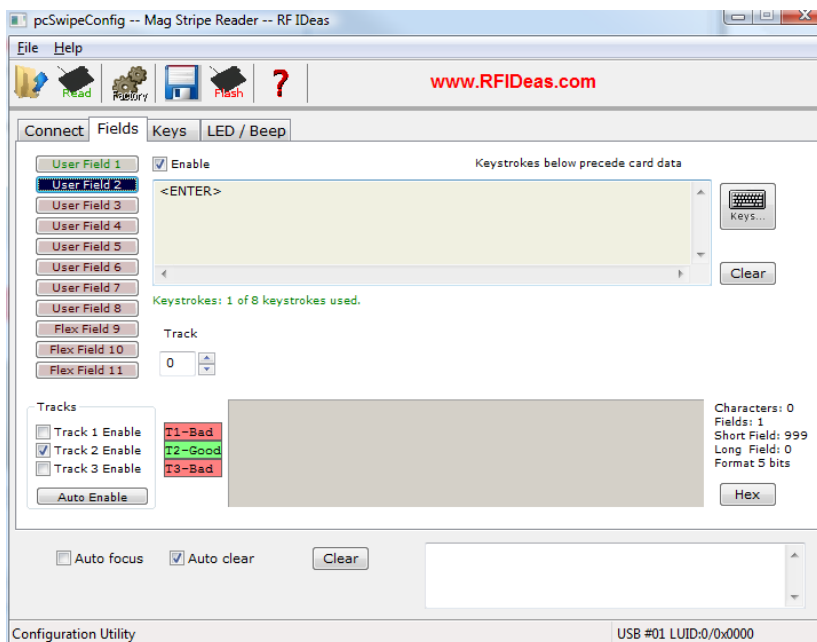 pcSwipeConfig -- Mag Stripe Reader -- RF IDeas
File Help
Read Factory Flash ? www.RFIDeas.com
Connect Fields Keys LED / Beep
User Field 1
Enable
Keystrokes below precede card data
User Field 2
<ENTER>
User Field 3
User Field 4
User Field 5
User Field 6
User Field 7
User Field 8
Flex Field 9
Flex Field 10
Flex Field 11
Keys...
Clear
Keystrokes: 1 of 8 keystrokes used.
Track
0
Tracks
Track 1 Enable T1-Bad
Track 2 Enable T2-Good
Track 3 Enable T3-Bad
Auto Enable
Characters: 0
Fields: 1
Short Field: 999
Long Field: 0
Format 5 bits
Hex
Auto focus Auto clear Clear
Configuration Utility USB #01 LUID:0/0x0000